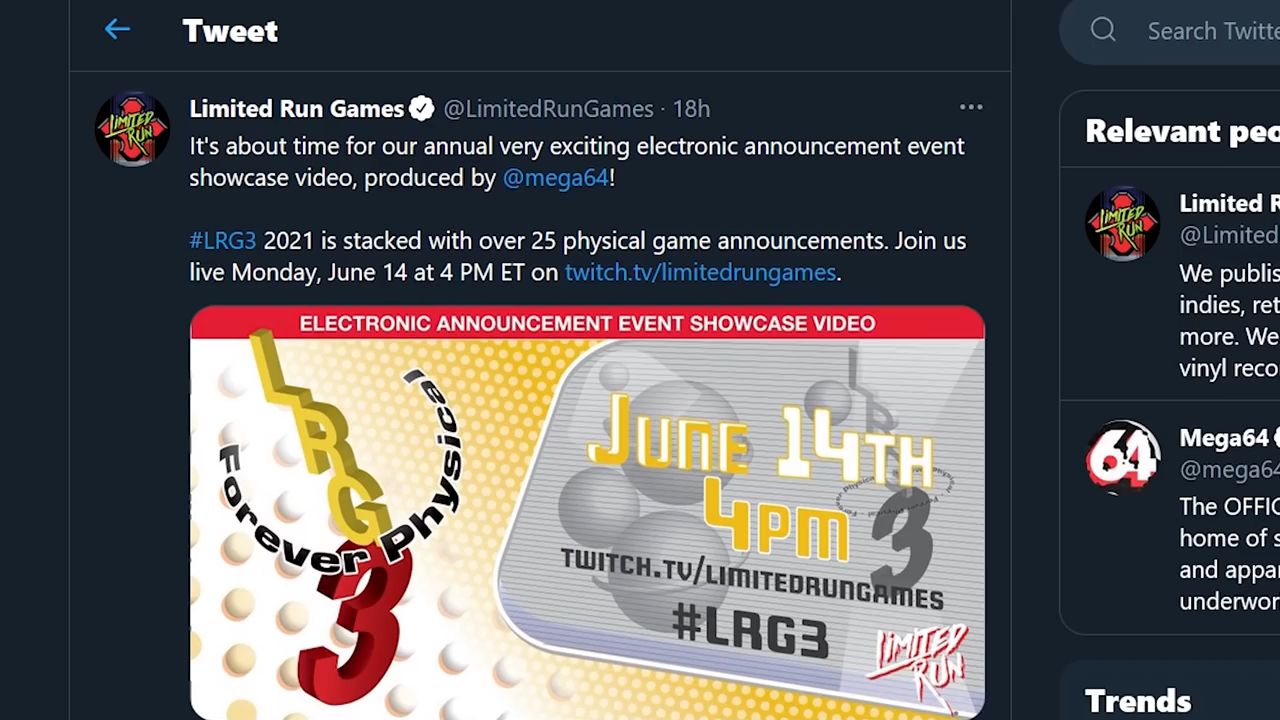 Tweet
Search Twitte
Limited Run Games @LimitedRunGames · 18h
It's about time for our annual very exciting electronic announcement event
showcase video, produced by @mega64!
#LRG3 2021 is stacked with over 25 physical game announcements. Join us
live Monday, June 14 at 4 PM ET on twitch.tv/limitedrungames.
ELECTRONIC ANNOUNCEMENT EVENT SHOWCASE VIDEO
LRG
3
Forever Physical
JUNE 14TH
4PM
TWITCH.TV/LIMITEDRUNGAMES
#LRG3
LIMITED
RUN
Relevant peo
Limited R
@Limited
We publis
indies, ret
more. We
vinyl reco
64
Mega64
@mega64
The OFFIC
home of s
and appar
underwor
Trends